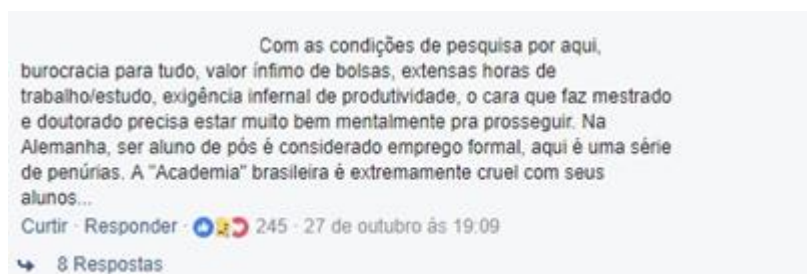 Com as condições de pesquisa por aqui,
burocracia para tudo, valor ínfimo de bolsas, extensas horas de
trabalho/estudo, exigência infernal de produtividade, o cara que faz mestrado
e doutorado precisa estar muito bem mentalmente pra prosseguir. Na
Alemanha, ser aluno de pós é considerado emprego formal, aqui é uma série
de penúrias. A "Academia" brasileira é extremamente cruel com seus
alunos...
Curtir · Responder · 245 · 27 de outubro às 19:09
8 Respostas